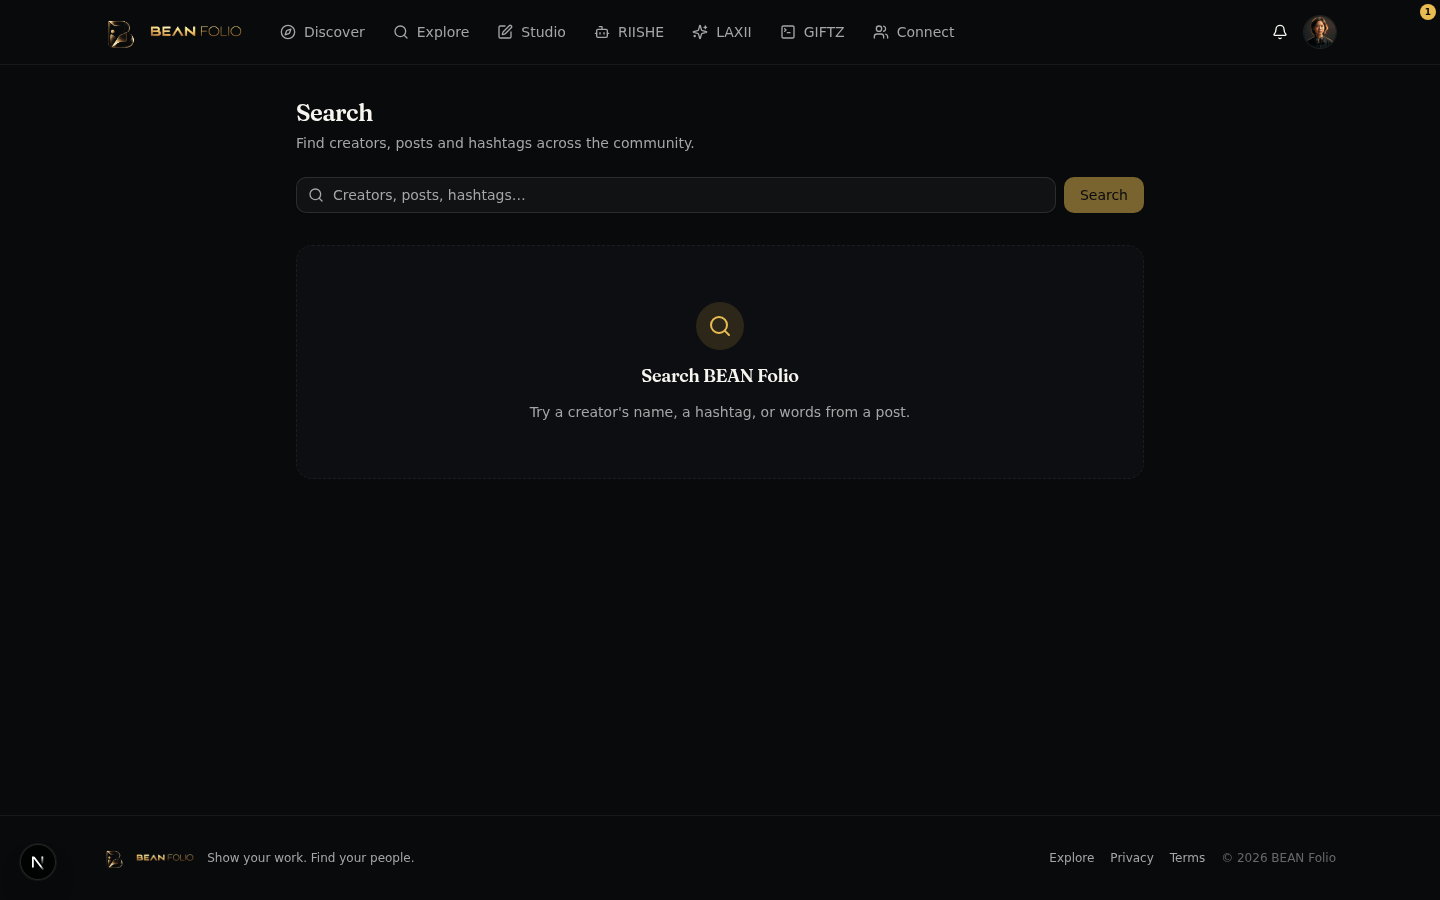 1
BEAN FOLIO
Discover
Explore
Studio
RIISHE
LAXII
GIFTZ
Connect
Search
Find creators, posts and hashtags across the community.
Creators, posts, hashtags...
Search
Search BEAN Folio
Try a creator's name, a hashtag, or words from a post.
N
BEAN FOLIO
Show your work. Find your people.
Explore
Privacy
Terms
© 2026 BEAN Folio